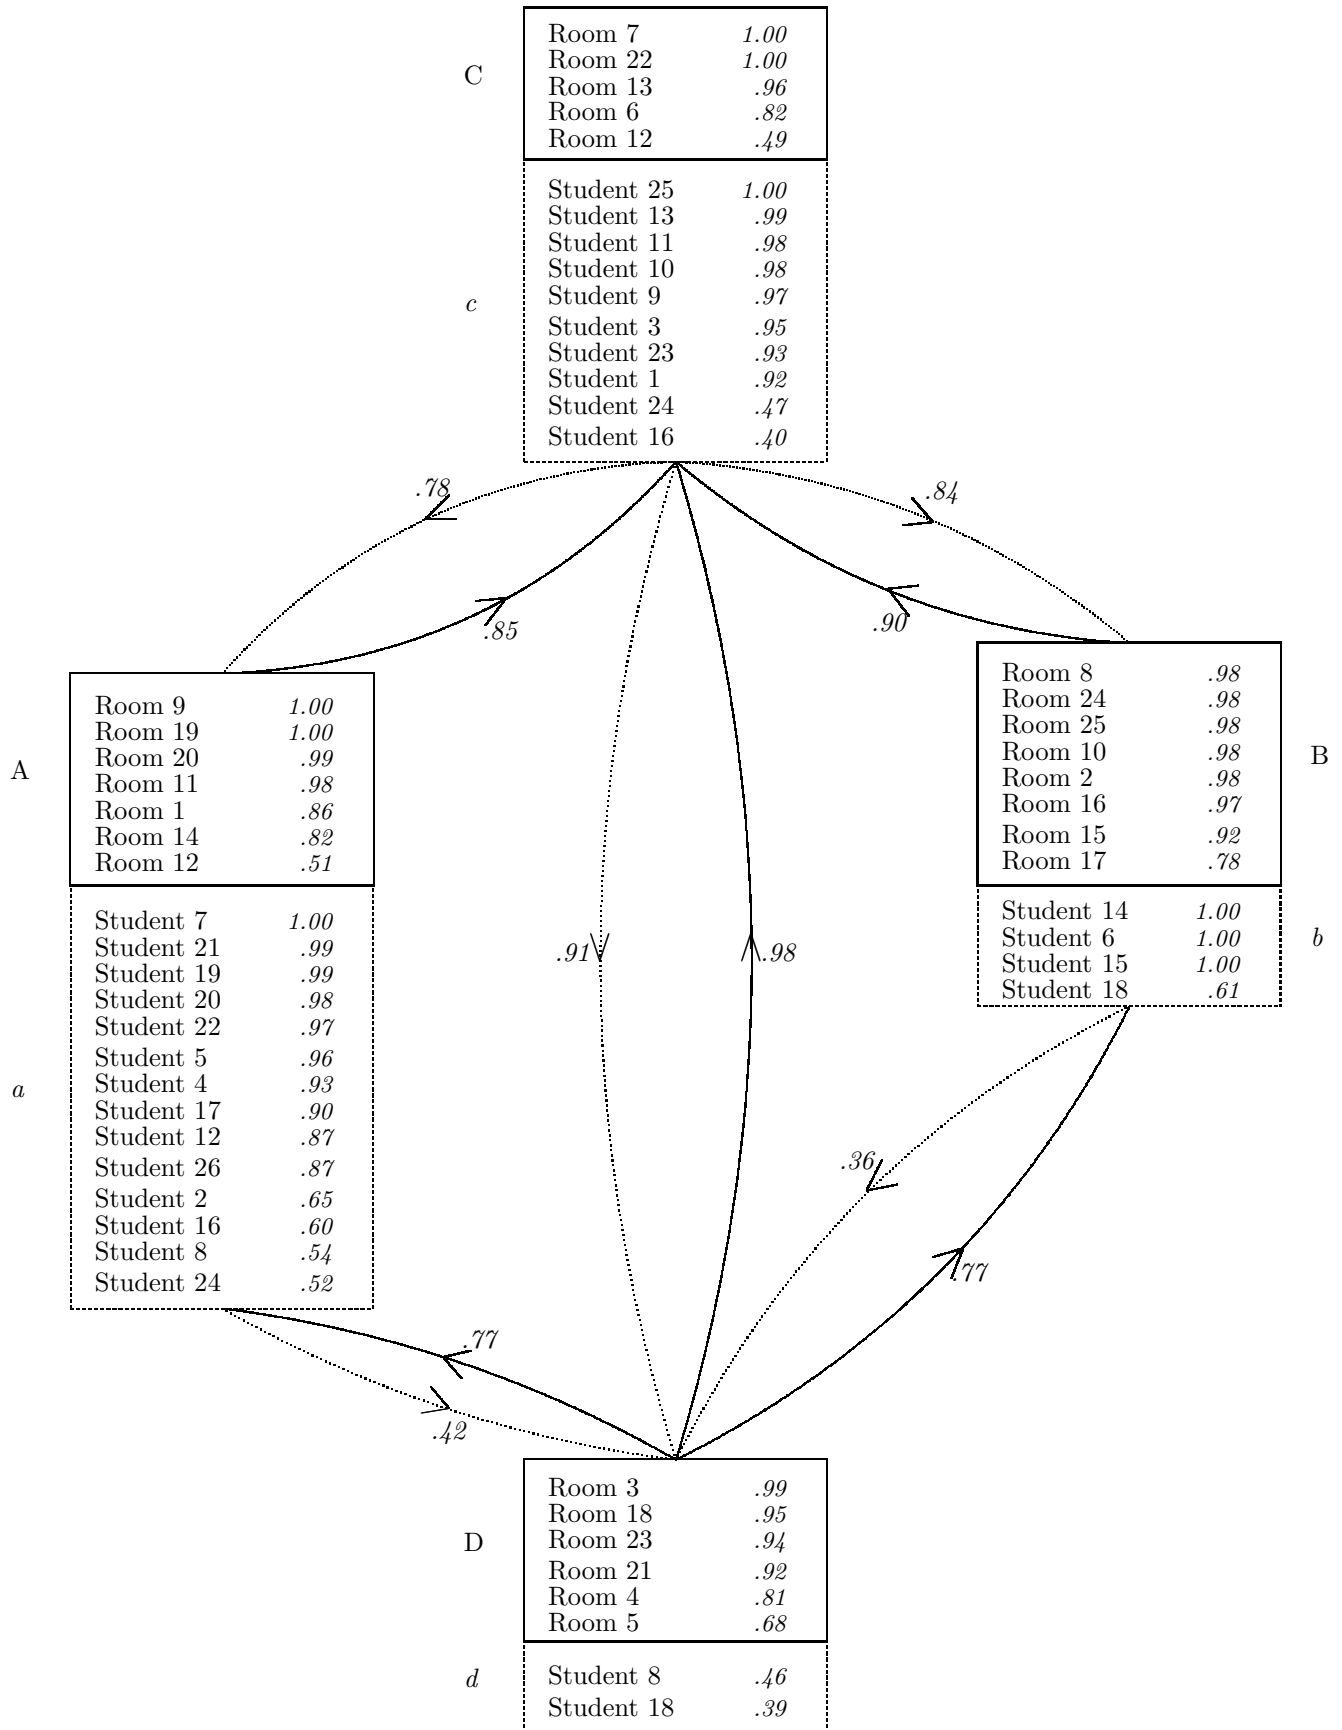 C
Room 7 1.00
Room 22 1.00
Room 13 .96
Room 6 .82
Room 12 .49
c
Student 25 1.00
Student 13 .99
Student 11 .98
Student 10 .98
Student 9 .97
Student 3 .95
Student 23 .93
Student 1 .92
Student 24 .47
Student 16 .40
.78
.84
.85
.90
A
Room 9 1.00
Room 19 1.00
Room 20 .99
Room 11 .98
Room 1 .86
Room 14 .82
Room 12 .51
a
Student 7 1.00
Student 21 .99
Student 19 .99
Student 20 .98
Student 22 .97
Student 5 .96
Student 4 .93
Student 17 .90
Student 12 .87
Student 26 .87
Student 2 .65
Student 16 .60
Student 8 .54
Student 24 .52
.91
.98
B
Room 8 .98
Room 24 .98
Room 25 .98
Room 10 .98
Room 2 .98
Room 16 .97
Room 15 .92
Room 17 .78
b
Student 14 1.00
Student 6 1.00
Student 15 1.00
Student 18 .61
.36
.77
.77
.42
D
Room 3 .99
Room 18 .95
Room 23 .94
Room 21 .92
Room 4 .81
Room 5 .68
d
Student 8 .46
Student 18 .39